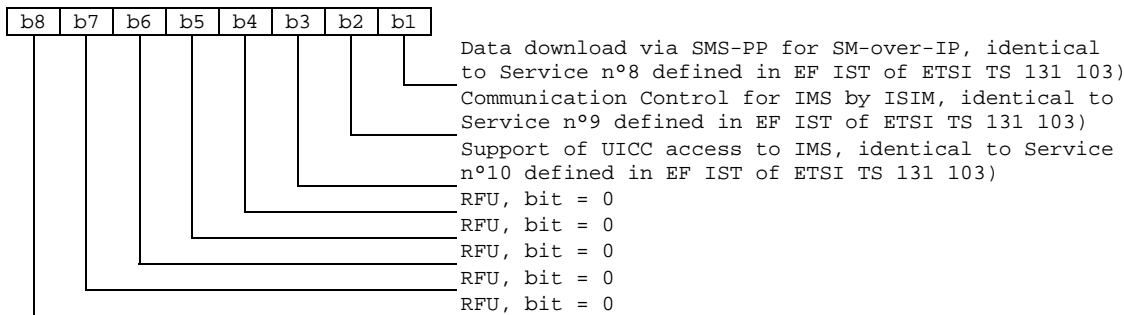 b8 b7 b6 b5 b4 b3 b2 b1
Data download via SMS-PP for SM-over-IP, identical
to Service n°8 defined in EF IST of ETSI TS 131 103)
Communication Control for IMS by ISIM, identical to
Service n°9 defined in EF IST of ETSI TS 131 103)
Support of UICC access to IMS, identical to Service
n°10 defined in EF IST of ETSI TS 131 103)
RFU, bit = 0
RFU, bit = 0
RFU, bit = 0
RFU, bit = 0
RFU, bit = 0